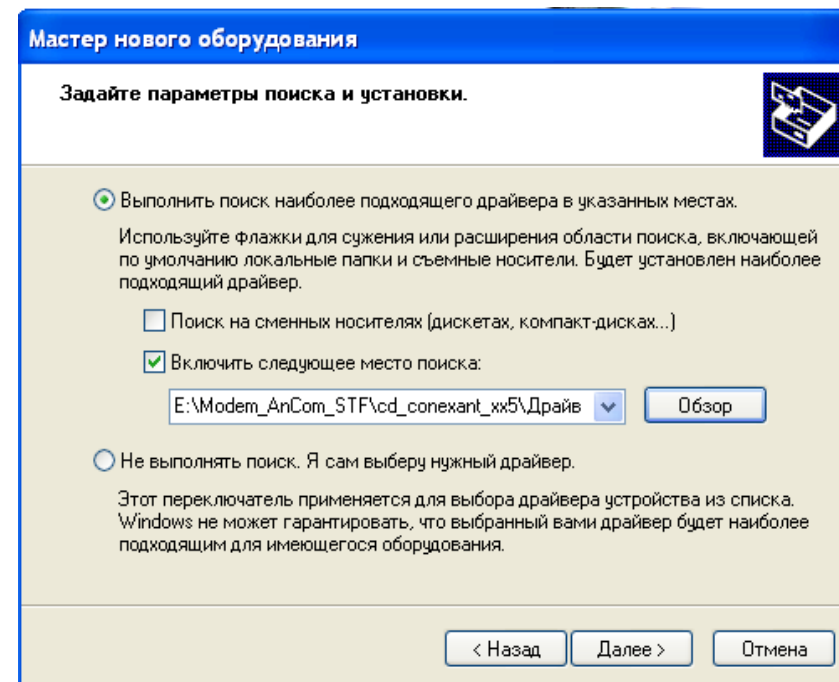 Мастер нового оборудования
Задайте параметры поиска и установки.
Выполнить поиск наиболее подходящего драйвера в указанных местах.
Используйте флажки для сужения или расширения области поиска, включающей
по умолчанию локальные папки и съемные носители. Будет установлен наиболее
подходящий драйвер.
Поиск на сменных носителях (дискетах, компакт-дисках...)
Включить следующее место поиска:
E:\Modem_AnCom_STF\cd_conexant_xx5\Драйв
Обзор
Не выполнять поиск. Я сам выберу нужный драйвер.
Этот переключатель применяется для выбора драйвера устройства из списка.
Windows не может гарантировать, что выбранный вами драйвер будет наиболее
подходящим для имеющегося оборудования.
< Назад Далее > Отмена